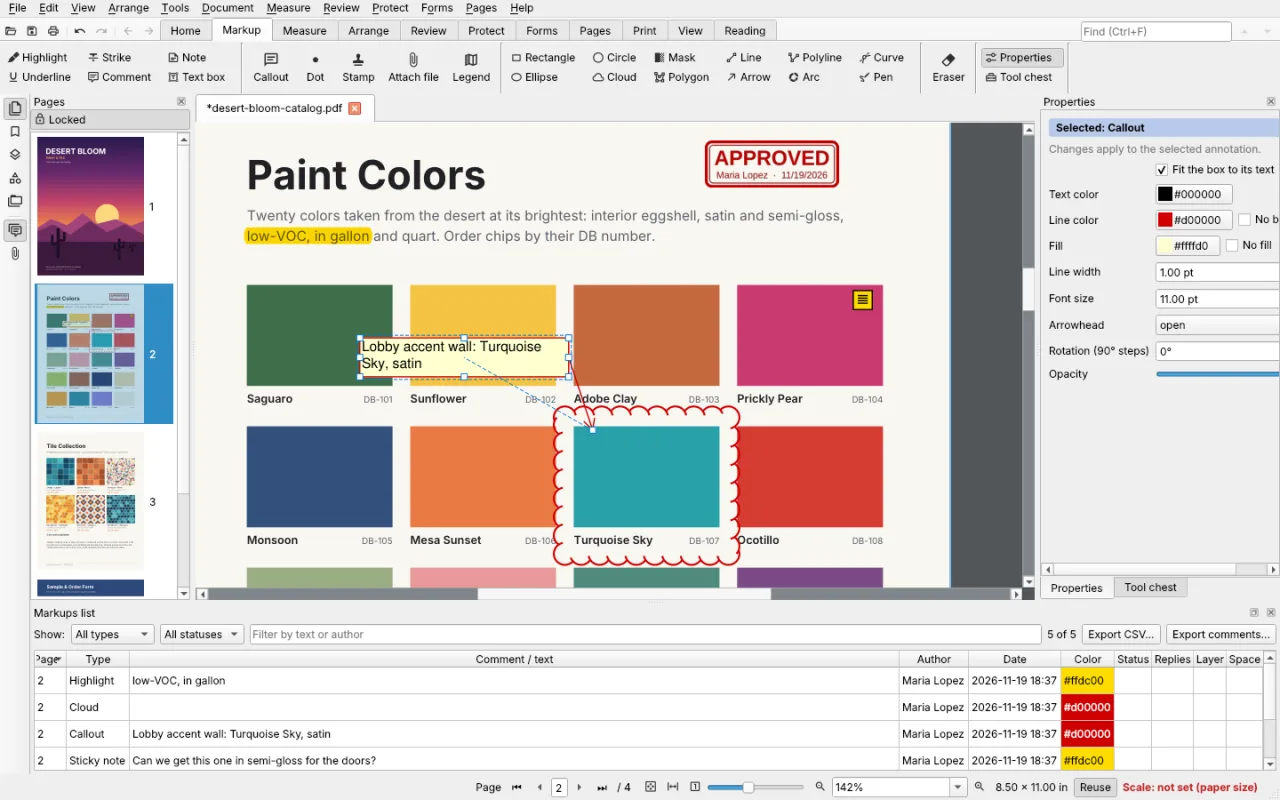 File Edit View Arrange Tools Document Measure Review Protect Forms Pages Help
Home Markup Measure Arrange Review Protect Forms Pages Print View Reading Find (Ctrl+F)
Highlight Strike Note Rectangle Circle Mask Line Polyline Curve Properties
Underline Comment Text box Callout Dot Stamp Attach file Legend Ellipse Cloud Polygon Arrow Arc Pen Eraser Tool chest
Pages
Locked
DESERT BLOOM
1
Paint Colors
2
Tile Collection
3
Sample & Order Form
*desert-bloom-catalog.pdf
Paint Colors
APPROVED
Maria Lopez · 11/19/2026
Twenty colors taken from the desert at its brightest: interior eggshell, satin and semi-gloss,
low-VOC, in gallon and quart. Order chips by their DB number.
Lobby accent wall: Turquoise
Sky, satin
Saguaro DB-101 Sunflower DB-102 Adobe Clay DB-103 Prickly Pear DB-104
Monsoon DB-105 Mesa Sunset DB-106 Turquoise Sky DB-107 Ocotillo DB-108
Properties
Selected: Callout
Changes apply to the selected annotation.
Fit the box to its text
Text color #000000
Line color #d00000 No b
Fill #ffffd0 No fill
Line width 1.00 pt
Font size 11.00 pt
Arrowhead open
Rotation (90° steps) 0°
Opacity
Properties Tool chest
Markups list
Show: All types All statuses Filter by text or author 5 of 5 Export CSV... Export comments...
Page Type Comment / text Author Date Color Status Replies Layer Space
2 Highlight low-VOC, in gallon Maria Lopez 2026-11-19 18:37 #ffdc00
2 Cloud Maria Lopez 2026-11-19 18:37 #d00000
2 Callout Lobby accent wall: Turquoise Sky, satin Maria Lopez 2026-11-19 18:37 #d00000
2 Sticky note Can we get this one in semi-gloss for the doors? Maria Lopez 2026-11-19 18:37 #ffdc00
Page 2 / 4 142% 8.50 × 11.00 in Reuse Scale: not set (paper size)